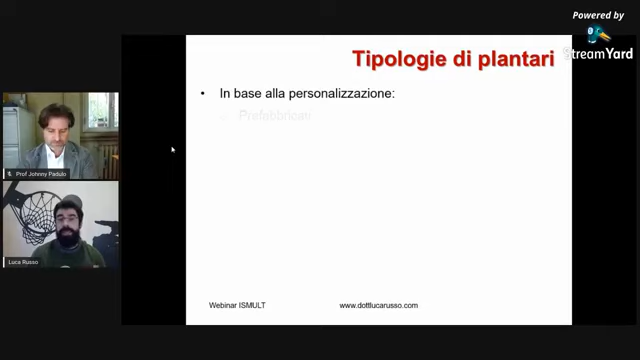 Powered by
StreamYard
Tipologie di plantari
• In base alla personalizzazione:
Prefabbricati
Prof Johnny Padulo
Luca Russo
Webinar ISMULT
www.dottlucarusso.com